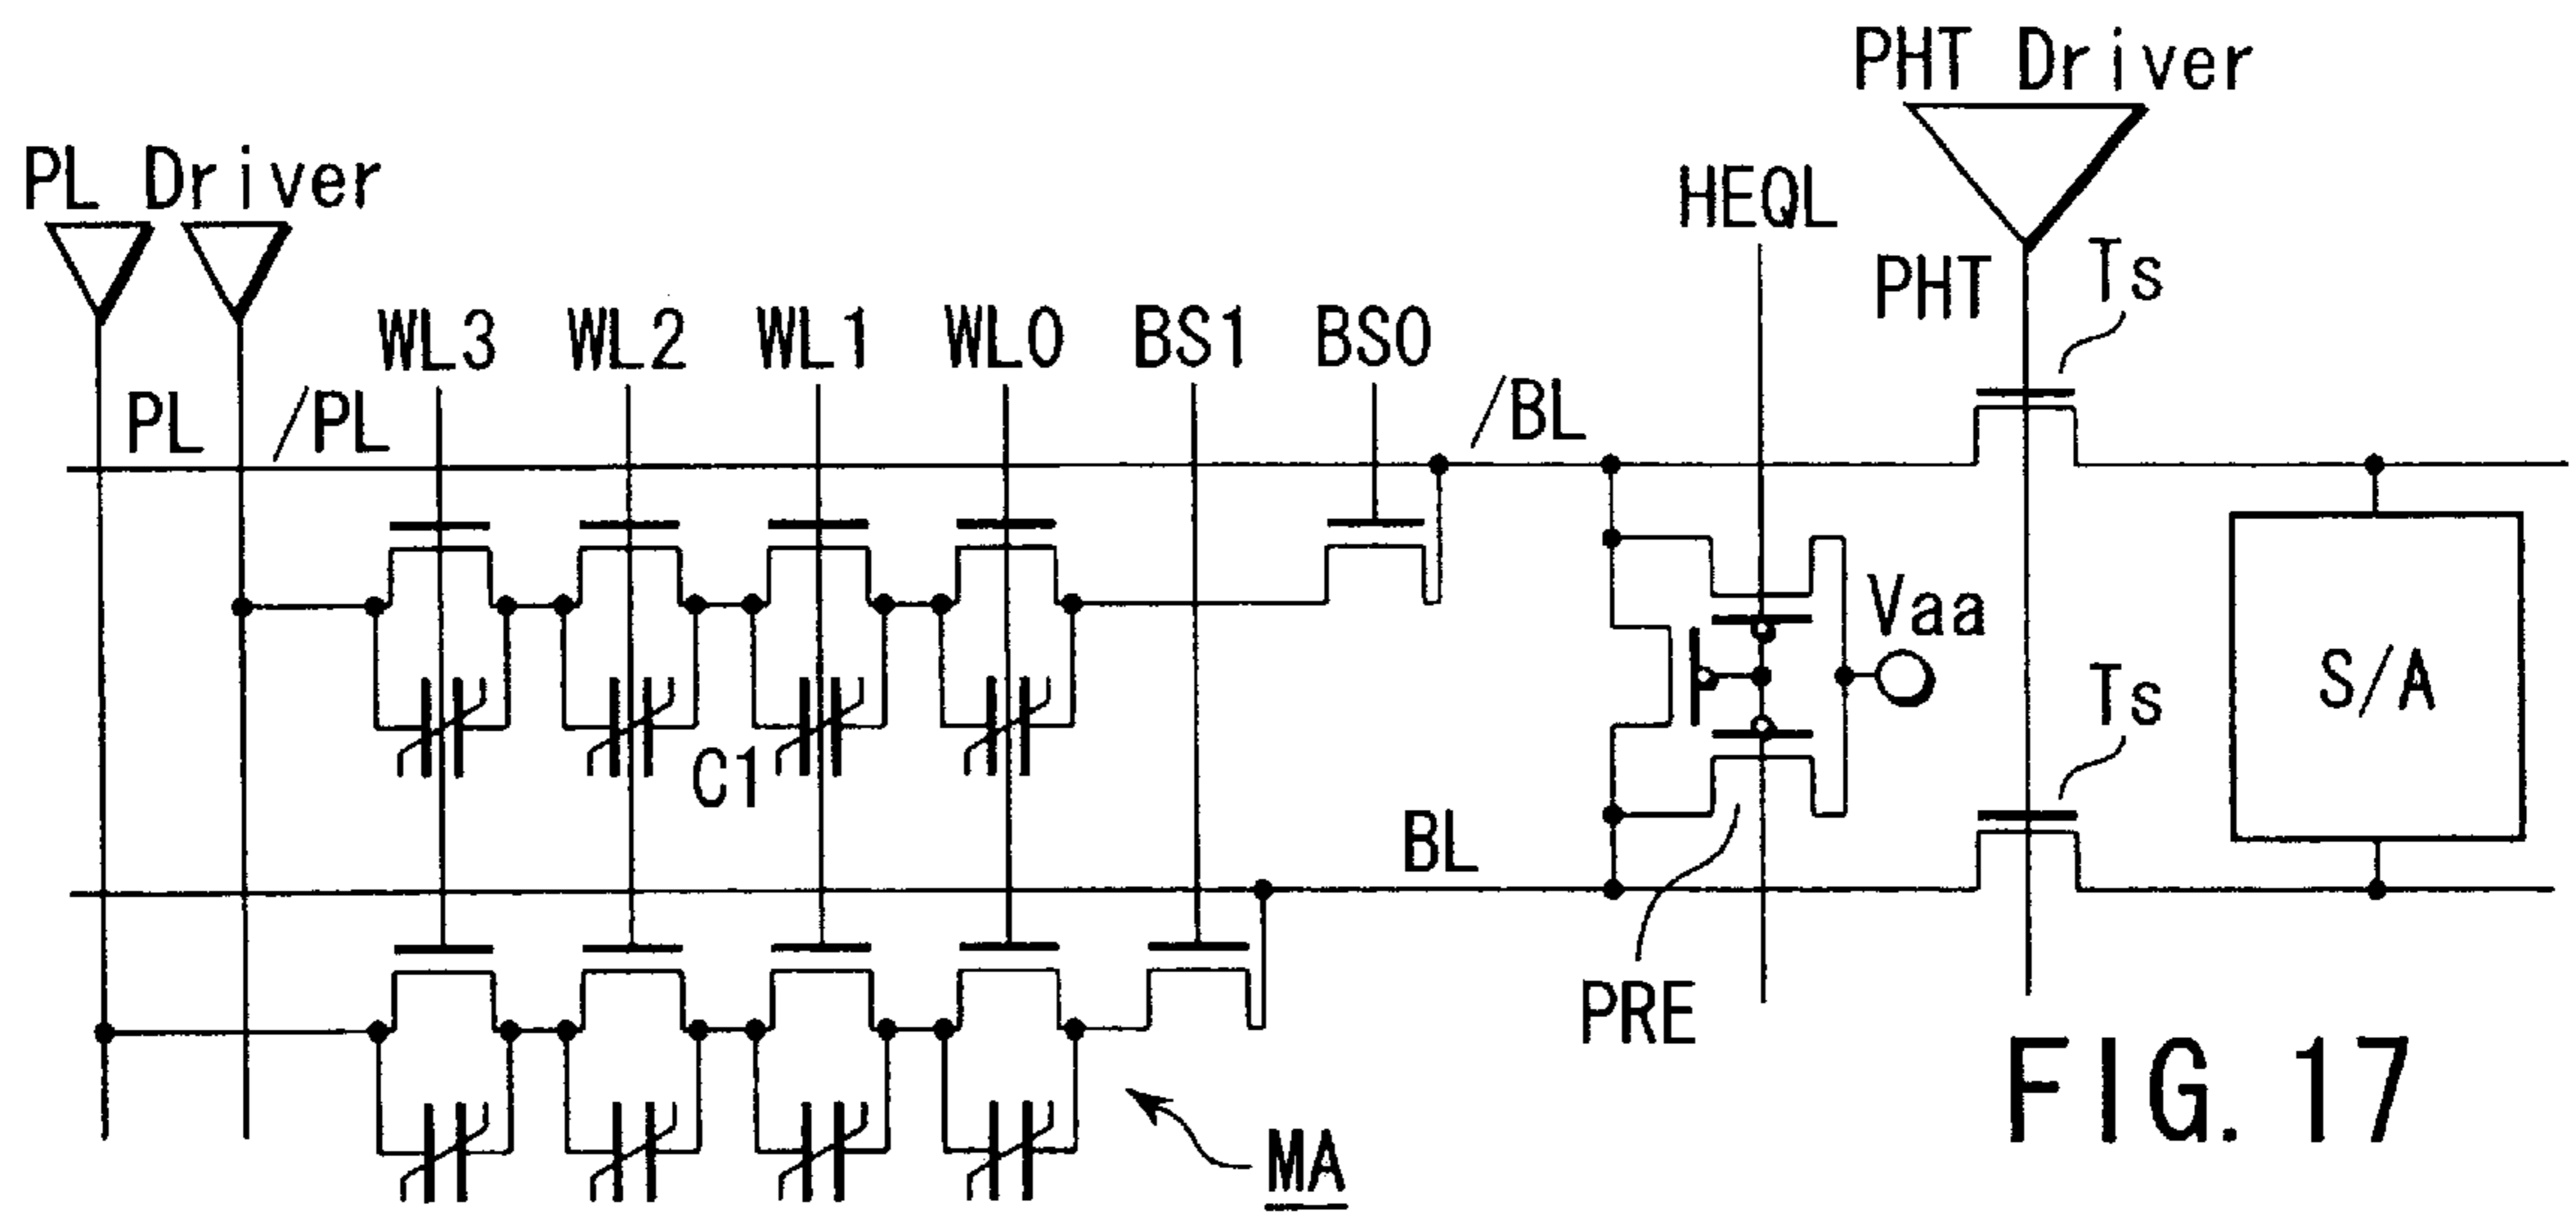 PHT Driver
PL Driver
HEQL
PHT
Ts
WL3 WL2 WL1 WL0 BS1 BS0
PL /PL
/BL
Vaa
S/A
Ts
C1
BL
PRE
MA
FIG. 17